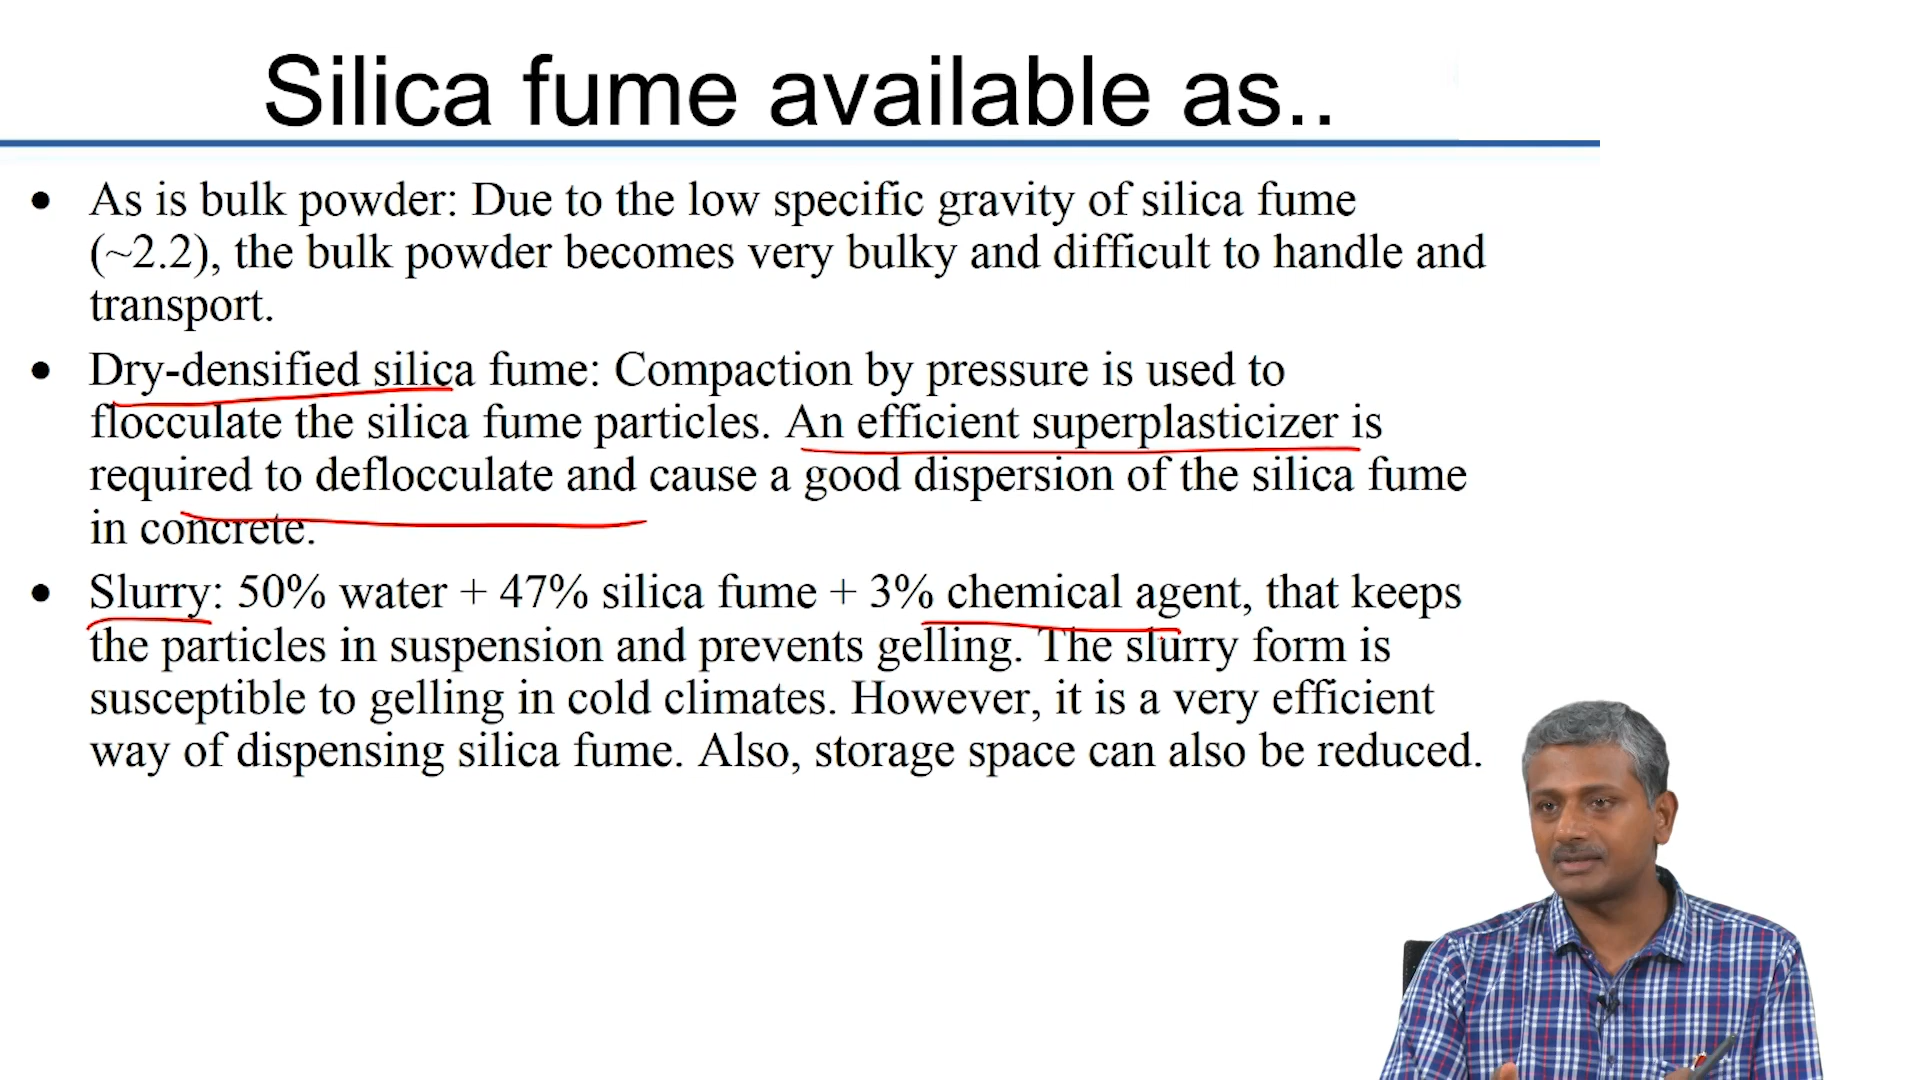 Silica fume available as..
• As is bulk powder: Due to the low specific gravity of silica fume
(~2.2), the bulk powder becomes very bulky and difficult to handle and
transport.
• Dry-densified silica fume: Compaction by pressure is used to
flocculate the silica fume particles. An efficient superplasticizer is
required to deflocculate and cause a good dispersion of the silica fume
in concrete.
• Slurry: 50% water + 47% silica fume + 3% chemical agent, that keeps
the particles in suspension and prevents gelling. The slurry form is
susceptible to gelling in cold climates. However, it is a very efficient
way of dispensing silica fume. Also, storage space can also be reduced.